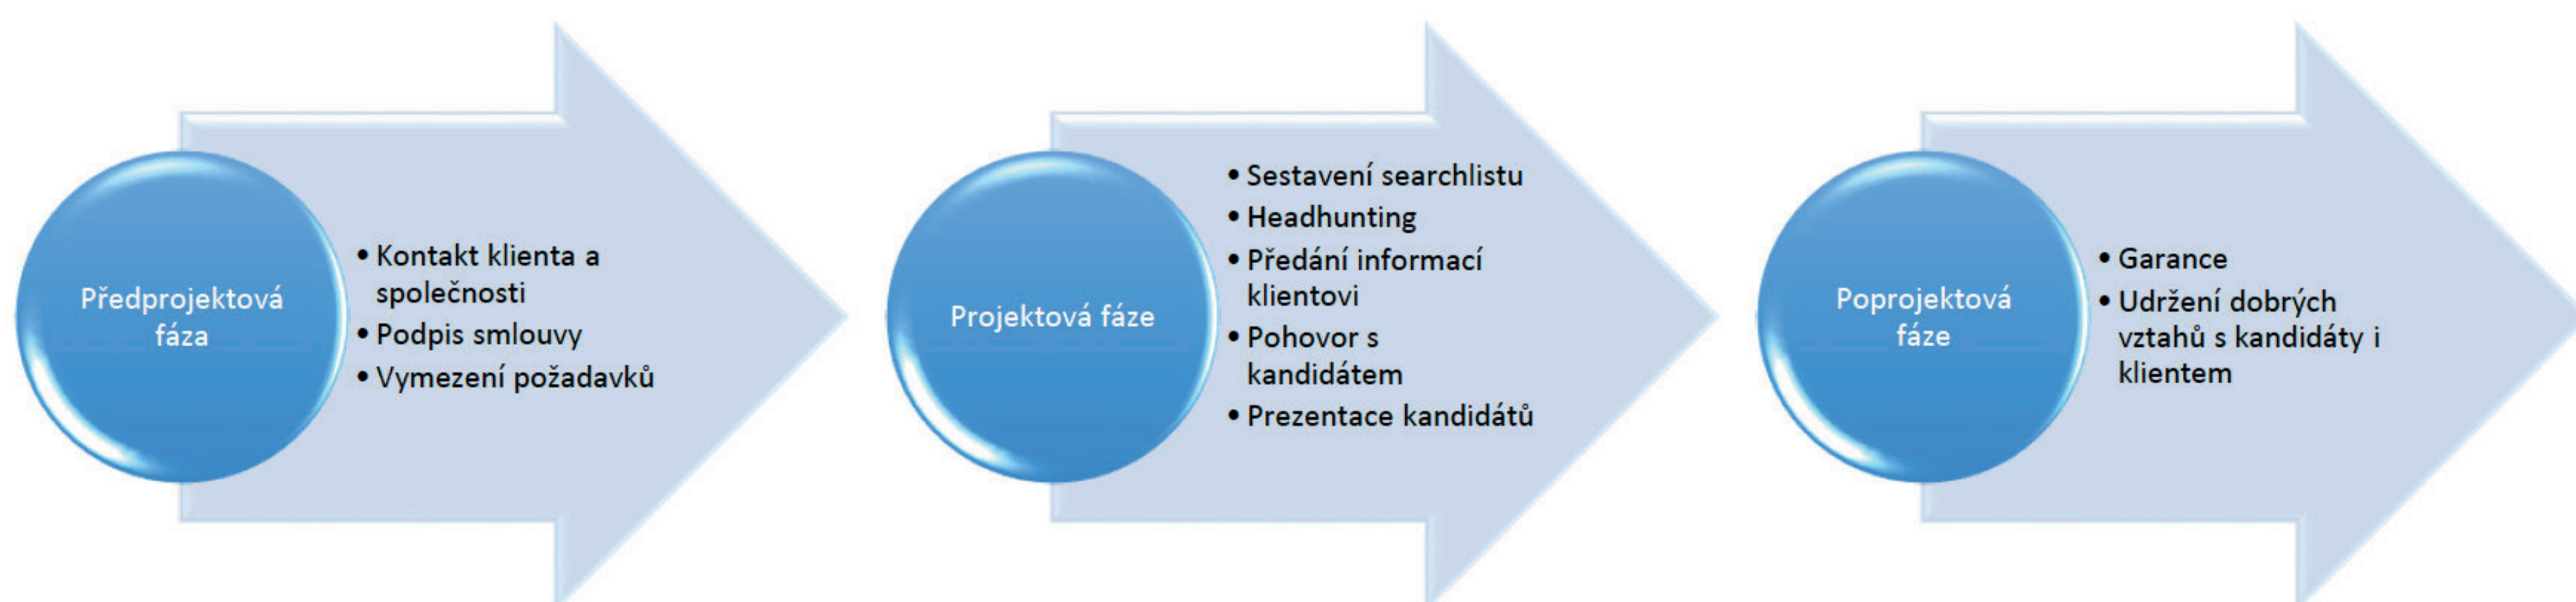 Předprojektová
fáza
• Kontakt klienta a
společnosti
• Podpis smlouvy
• Vymezení požadavků
Projektová fáze
• Sestavení searchlistu
• Headhunting
• Předání informací
klientovi
• Pohovor s
kandidátem
• Prezentace kandidátů
Poprojektová
fáze
• Garance
• Udržení dobrých
vztahů s kandidáty i
klientem